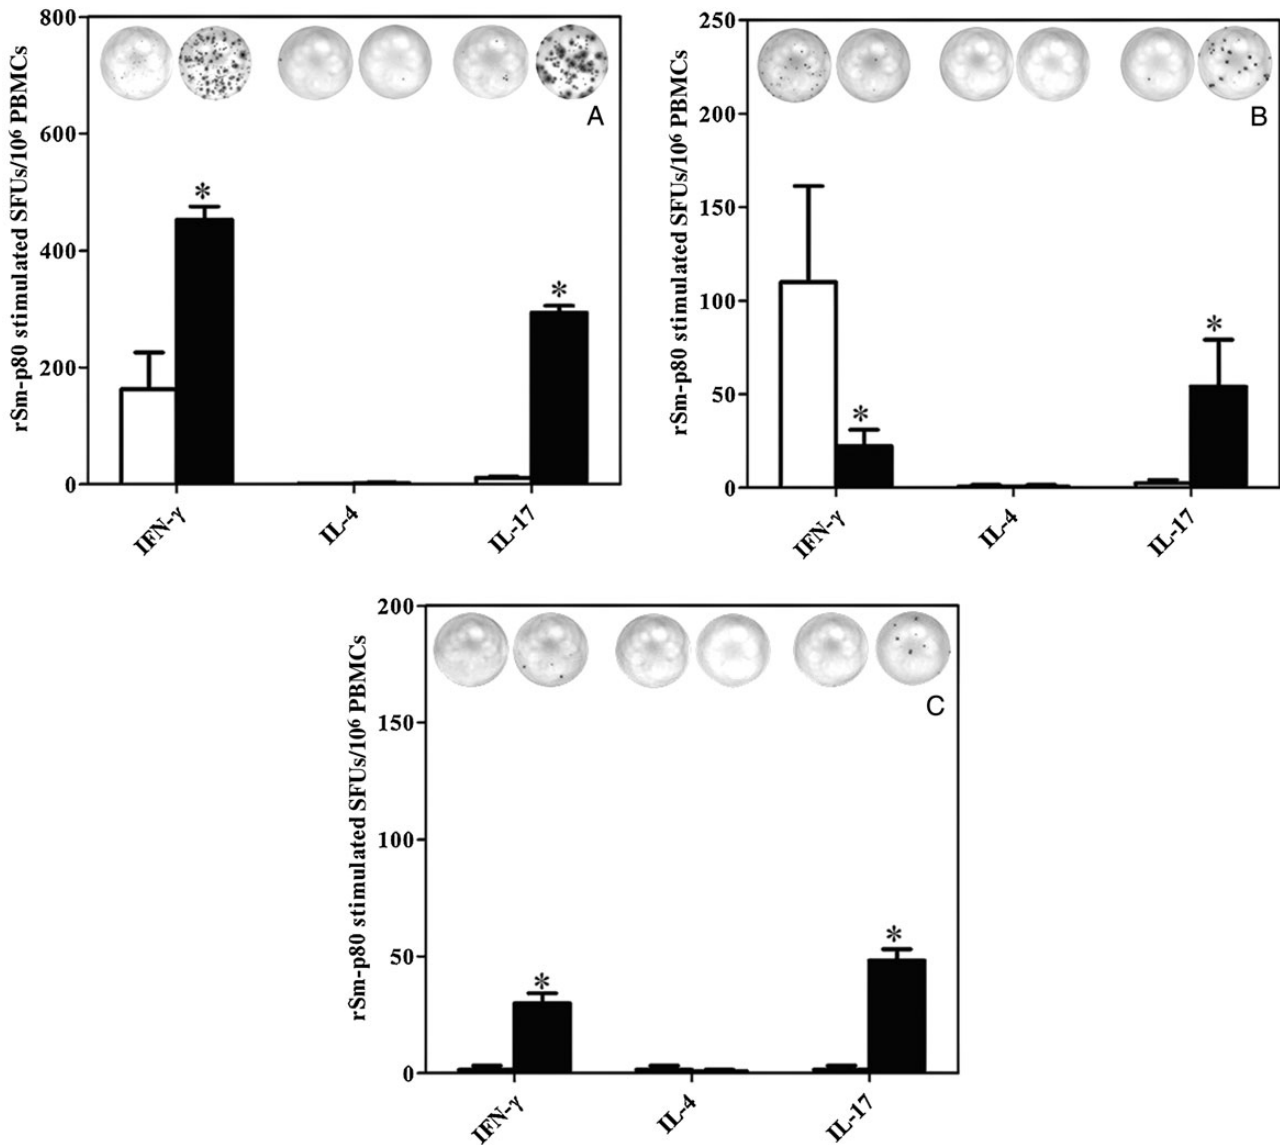 rSm-p80 stimulated SFUs/10⁶ PBMCs
800
600
400
200
0
A
*
*
IFN-γ
IL-4
IL-17
rSm-p80 stimulated SFUs/10⁶ PBMCs
250
200
150
100
50
0
B
*
*
IFN-γ
IL-4
IL-17
rSm-p80 stimulated SFUs/10⁶ PBMCs
200
150
100
50
0
C
*
*
IFN-γ
IL-4
IL-17